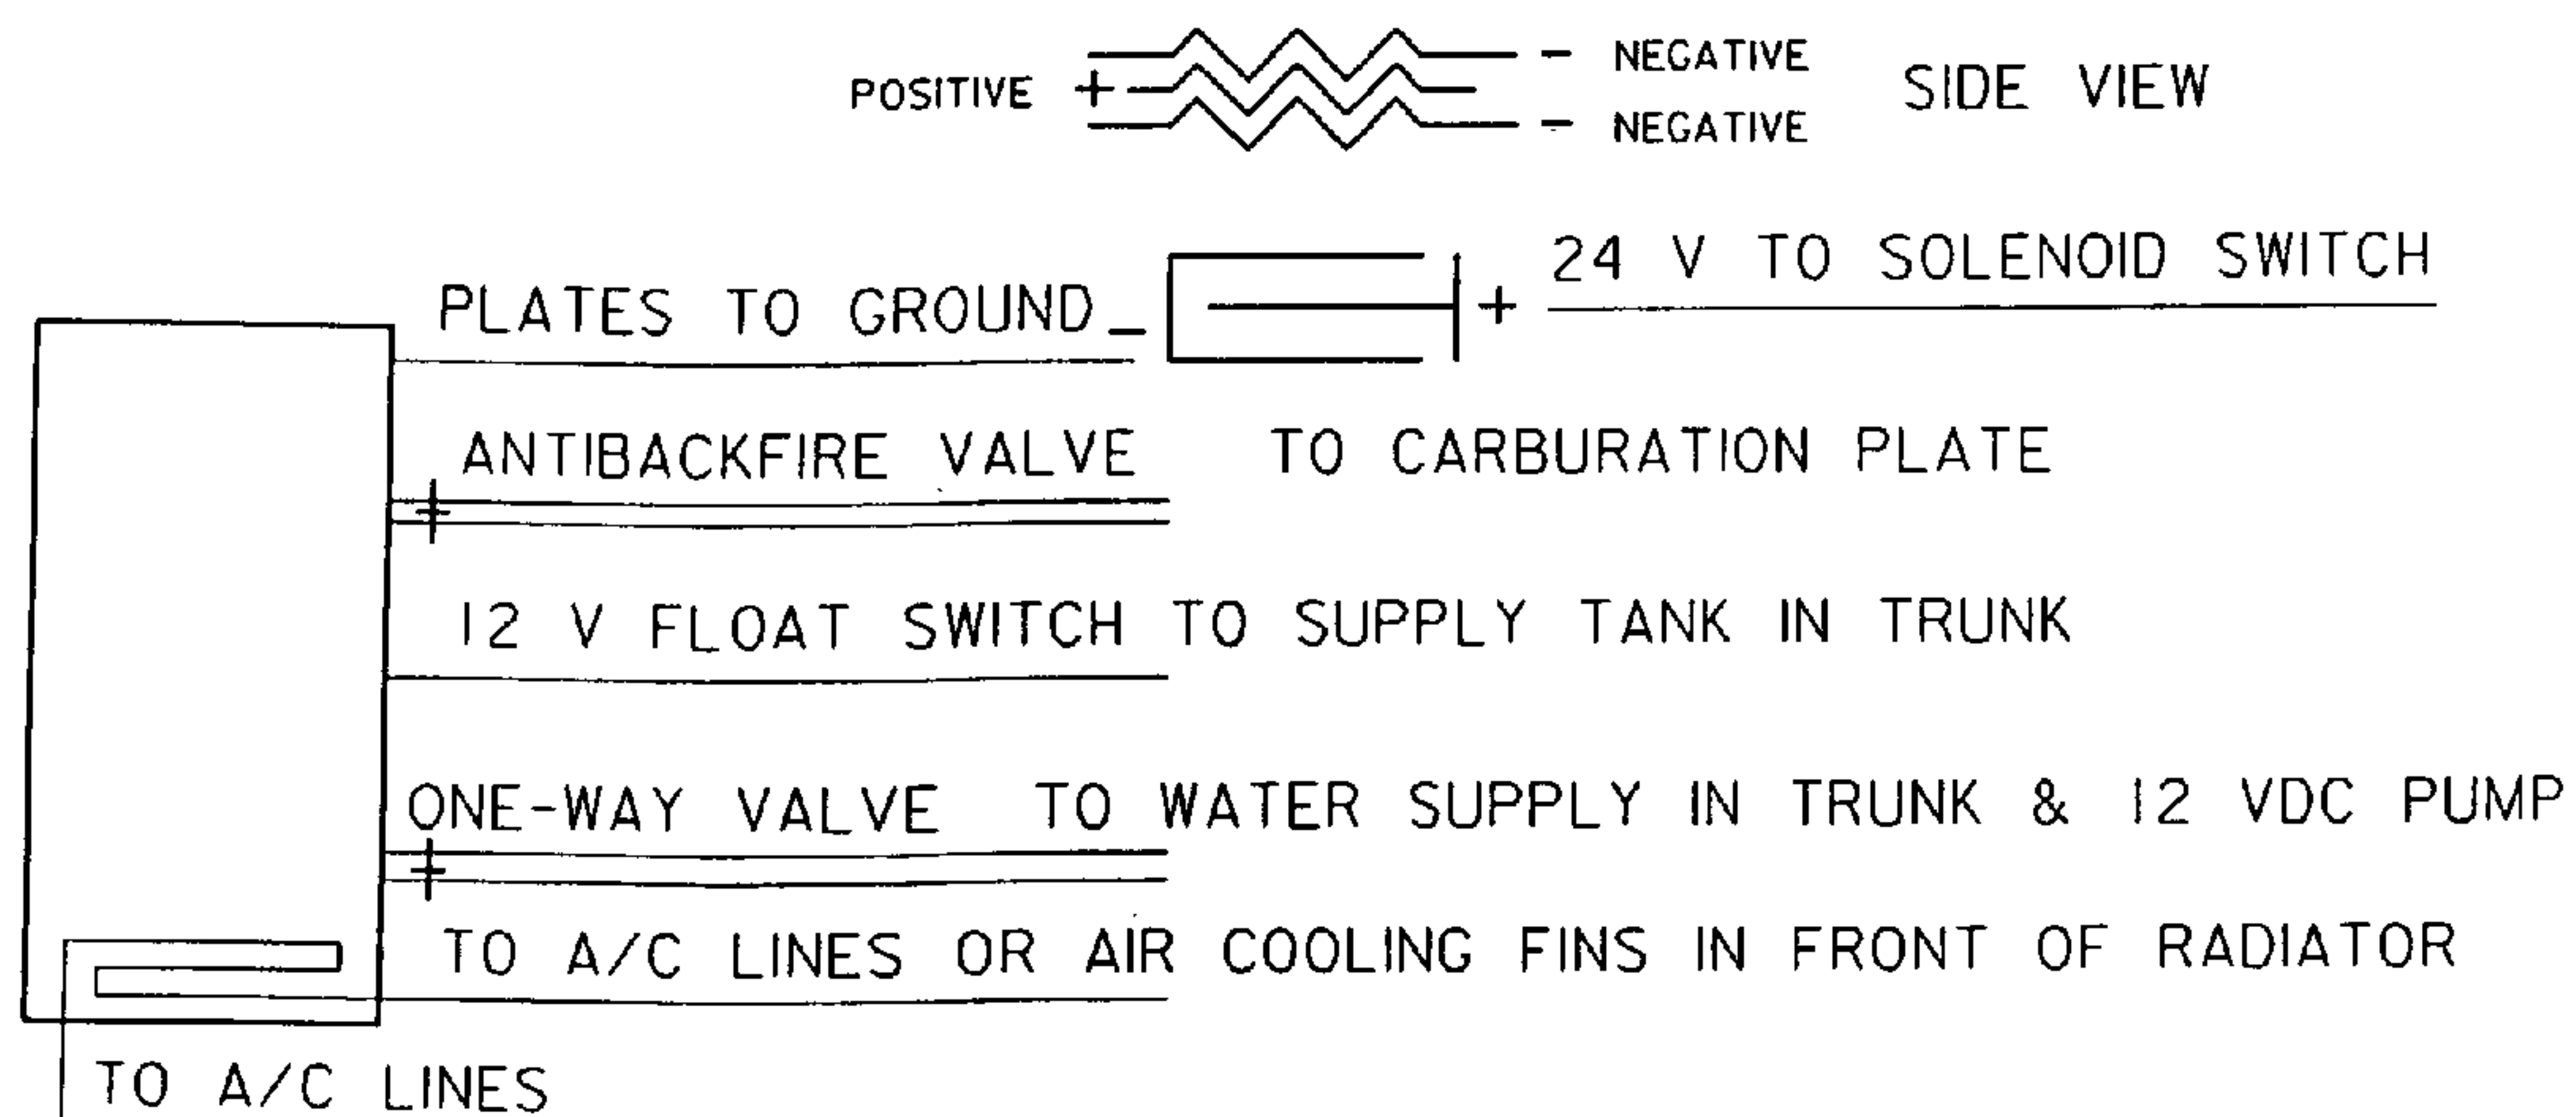 - NEGATIVE
POSITIVE + SIDE VIEW
- NEGATIVE
24 V TO SOLENOID SWITCH
PLATES TO GROUND - +
ANTIBACKFIRE VALVE TO CARBURATION PLATE
12 V FLOAT SWITCH TO SUPPLY TANK IN TRUNK
ONE-WAY VALVE TO WATER SUPPLY IN TRUNK & 12 VDC PUMP
TO A/C LINES OR AIR COOLING FINS IN FRONT OF RADIATOR
TO A/C LINES